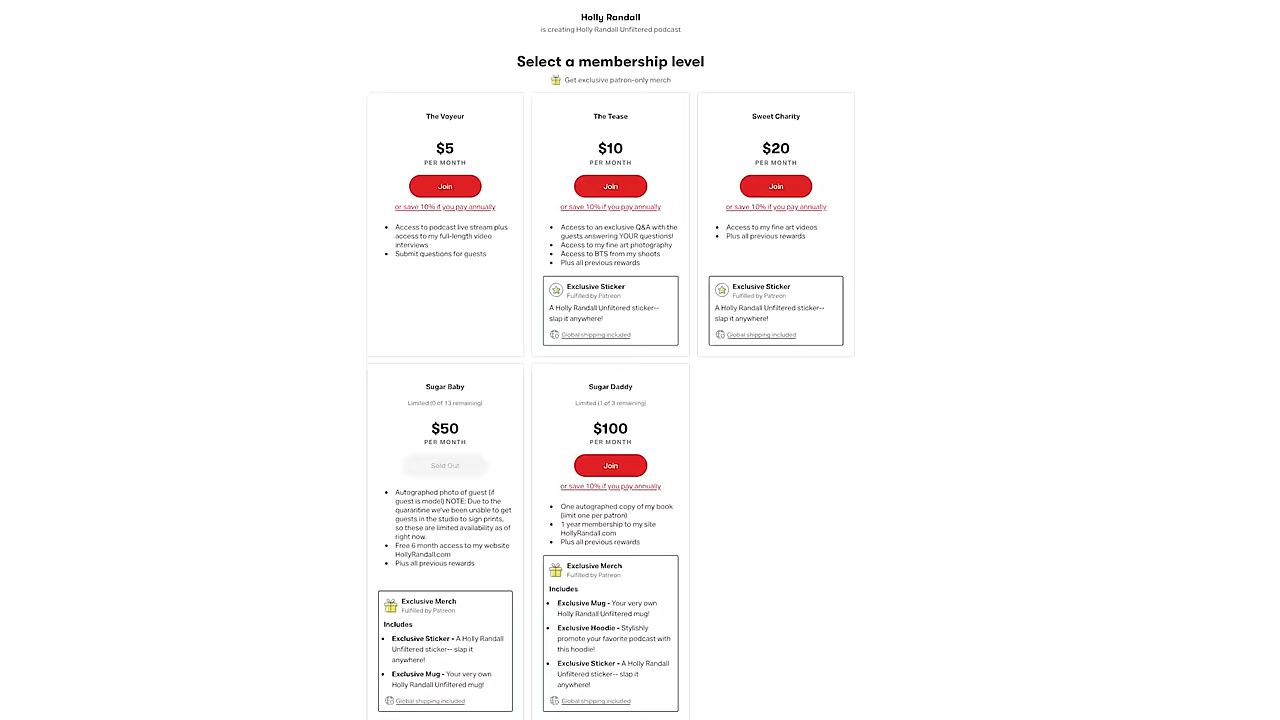 Holly Randall
is creating Holly Randall Unfiltered podcast
Select a membership level
Get exclusive patron-only merch
The Voyeur
$5
PER MONTH
Join
or save 10% if you pay annually
• Access to podcast live stream plus
access to my full-length video
interviews
• Submit questions for guests
The Tease
$10
PER MONTH
Join
or save 10% if you pay annually
• Access to an exclusive Q&A with the
guests answering YOUR questions!
• Access to my fine art photography
• Access to BTS from my shoots
• Plus all previous rewards
Exclusive Sticker
Fulfilled by Patreon
A Holly Randall Unfiltered sticker--
slap it anywhere!
Global shipping included
Sweet Charity
$20
PER MONTH
Join
or save 10% if you pay annually
• Access to my fine art videos
• Plus all previous rewards
Exclusive Sticker
Fulfilled by Patreon
A Holly Randall Unfiltered sticker--
slap it anywhere!
Global shipping included
Sugar Baby
Limited (0 of 13 remaining)
$50
PER MONTH
Sold Out
• Autographed photo of guest (if
guest is model) NOTE: Due to the
quarantine we've been unable to get
guests in the studio to sign prints,
so these are limited availability as of
right now.
• Free 6 month access to my website
HollyRandall.com
• Plus all previous rewards
Exclusive Merch
Fulfilled by Patreon
Includes
• Exclusive Sticker - A Holly Randall
Unfiltered sticker-- slap it
anywhere!
• Exclusive Mug - Your very own
Holly Randall Unfiltered mug!
Global shipping included
Sugar Daddy
Limited (1 of 3 remaining)
$100
PER MONTH
Join
or save 10% if you pay annually
• One autographed copy of my book
(limit one per patron)
• 1 year membership to my site
HollyRandall.com
• Plus all previous rewards
Exclusive Merch
Fulfilled by Patreon
Includes
• Exclusive Mug - Your very own
Holly Randall Unfiltered mug!
• Exclusive Hoodie - Stylishly
promote your favorite podcast with
this hoodie!
• Exclusive Sticker - A Holly Randall
Unfiltered sticker-- slap it
anywhere!
Global shipping included